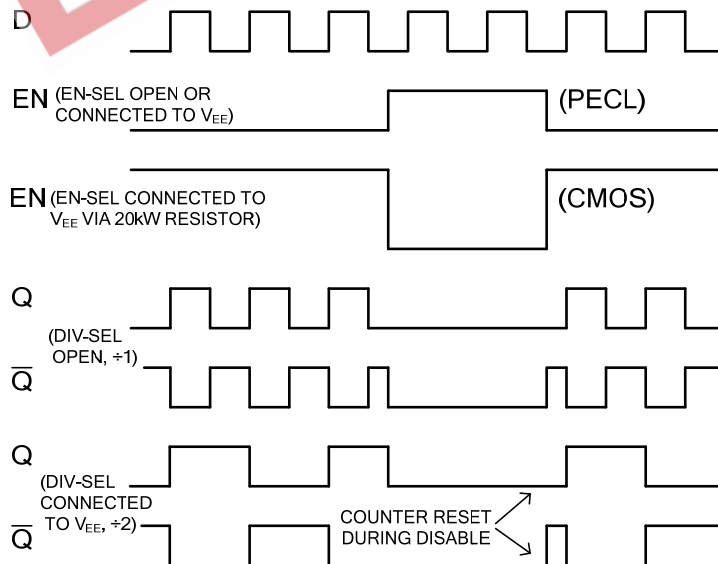 D
EN (EN-SEL OPEN OR
CONNECTED TO VEE)
(PECL)
EN (EN-SEL CONNECTED TO
VEE VIA 20kW RESISTOR)
(CMOS)
Q
(DIV-SEL
OPEN, ÷1)
Q̅
Q
(DIV-SEL
CONNECTED
TO VEE, ÷2)
Q̅
COUNTER RESET
DURING DISABLE